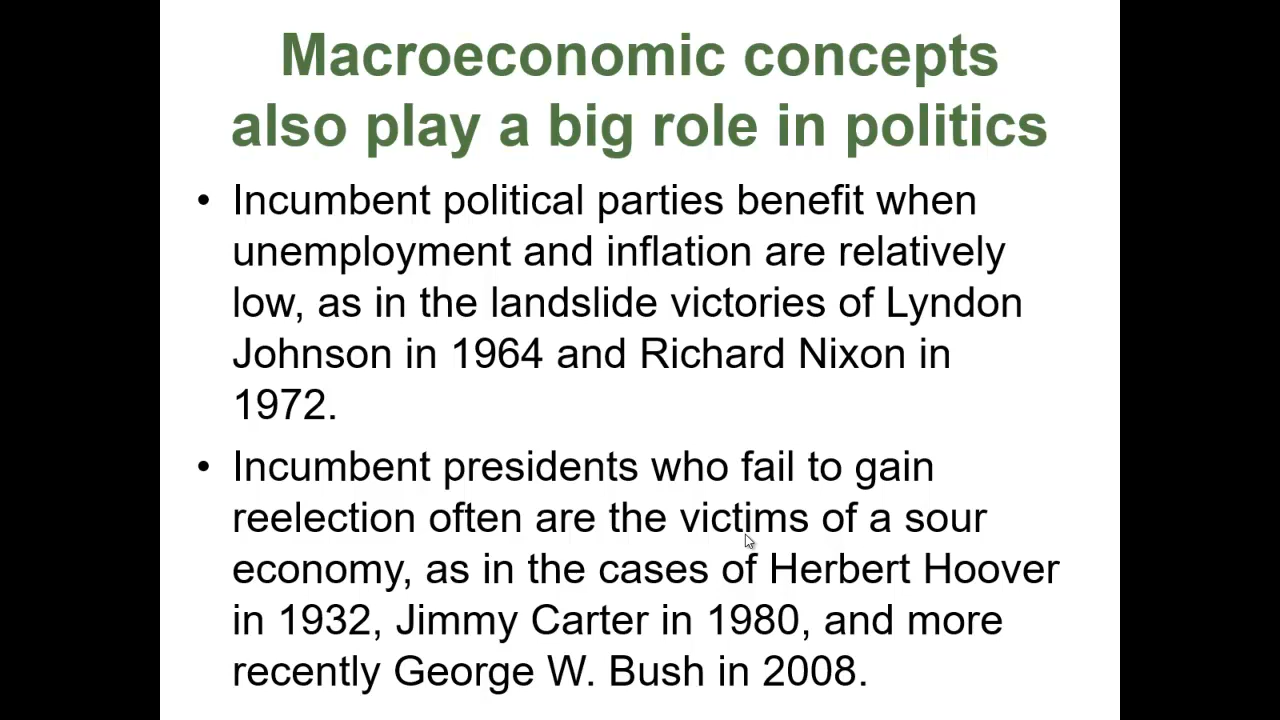 Macroeconomic concepts
also play a big role in politics
• Incumbent political parties benefit when
unemployment and inflation are relatively
low, as in the landslide victories of Lyndon
Johnson in 1964 and Richard Nixon in
1972.
• Incumbent presidents who fail to gain
reelection often are the victims of a sour
economy, as in the cases of Herbert Hoover
in 1932, Jimmy Carter in 1980, and more
recently George W. Bush in 2008.